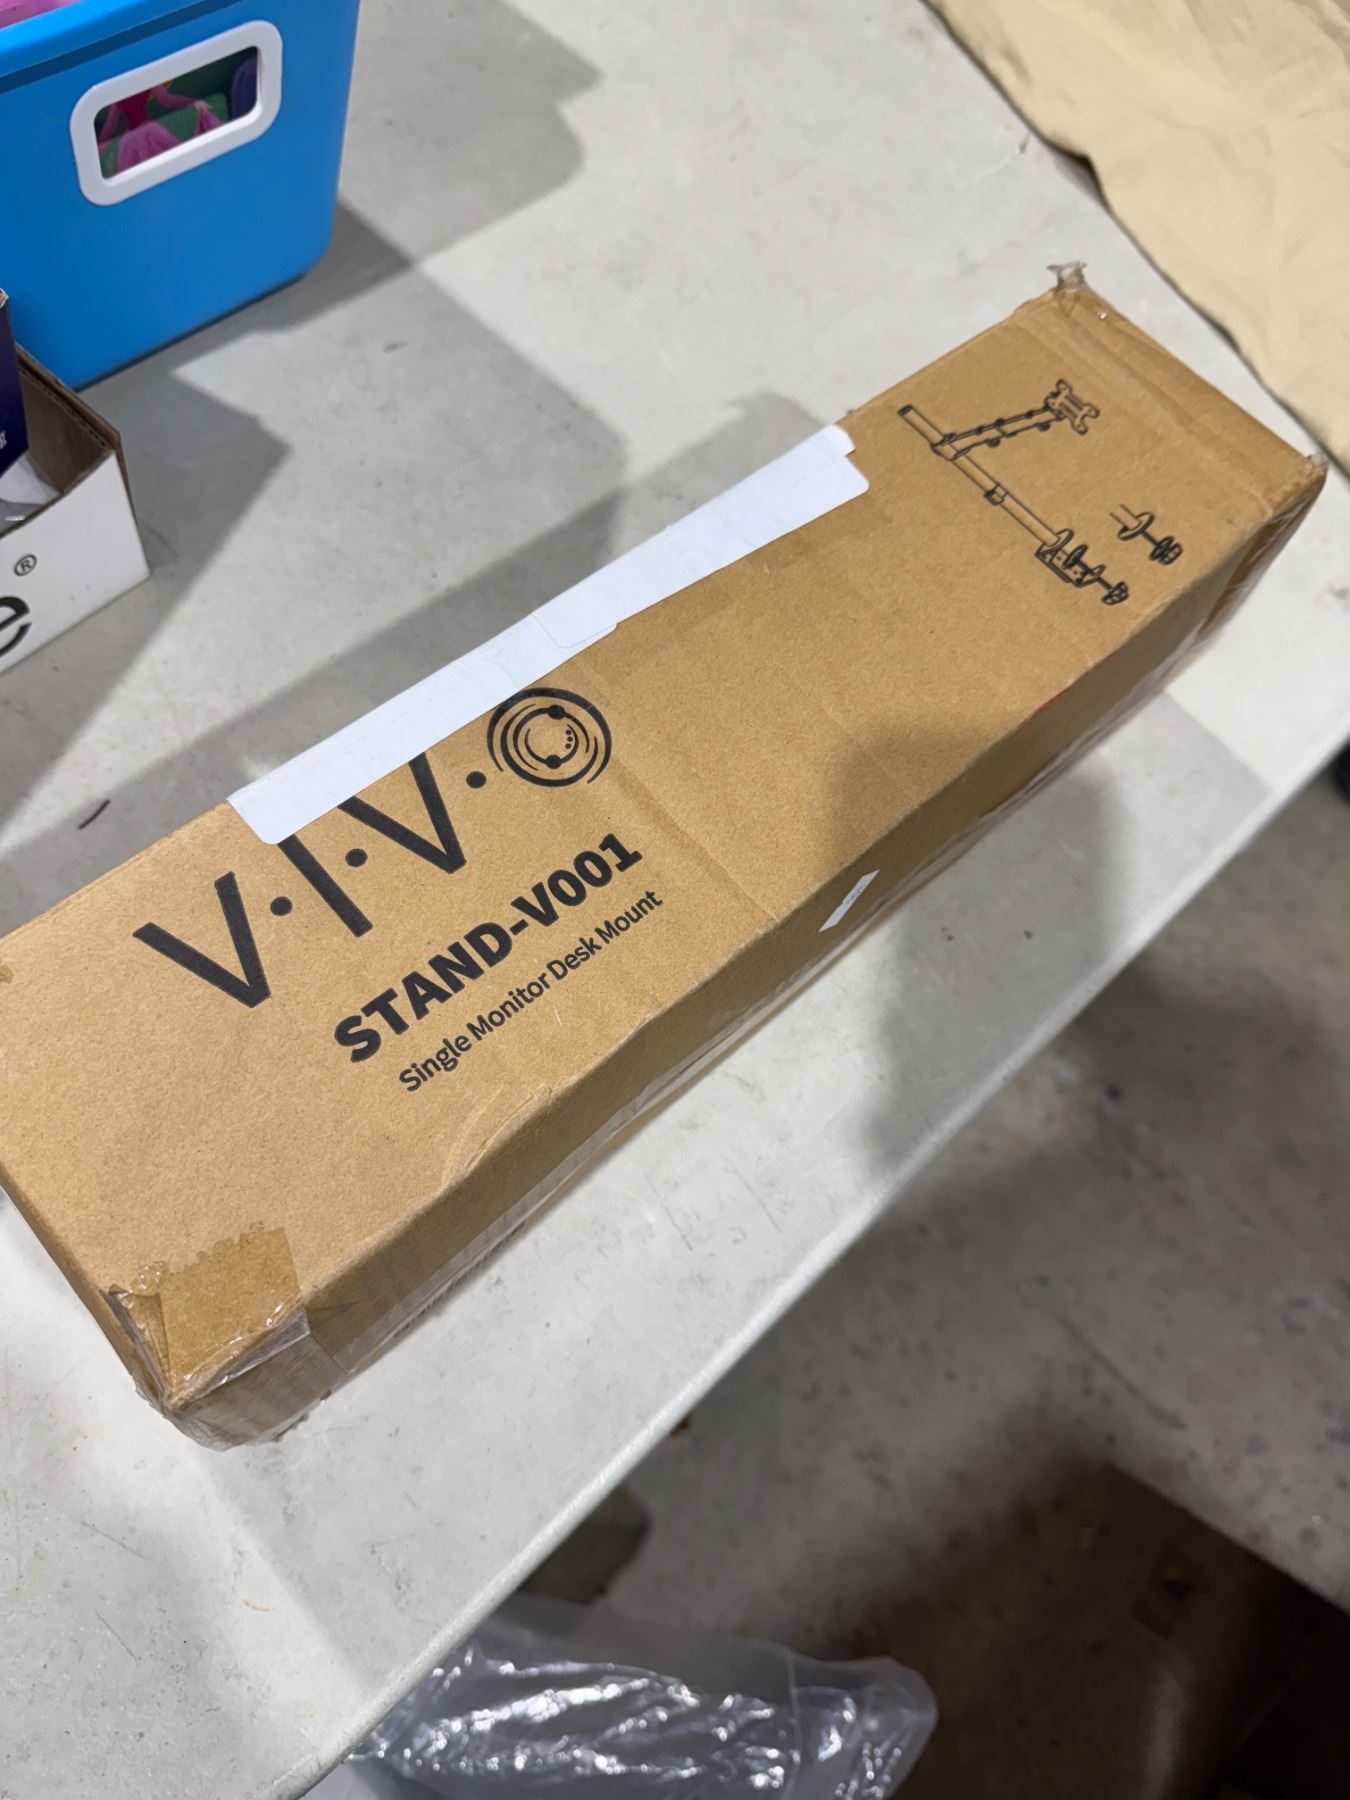 ®
e
V·I·V·O
STAND-V001
Single Monitor Desk Mount